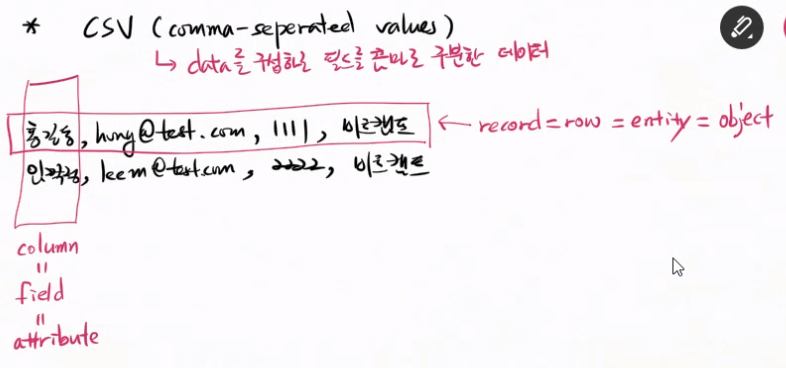 * CSV (comma-seperated values)
↳ data를 구성하는 필드를 콤마로 구분한 데이터
홍길동, hong@test.com, 1111, 비트캠프 ← record=row=entity=object
임꺽정, leem@test.com, 2222, 비트캠프
column
=
field
=
attribute